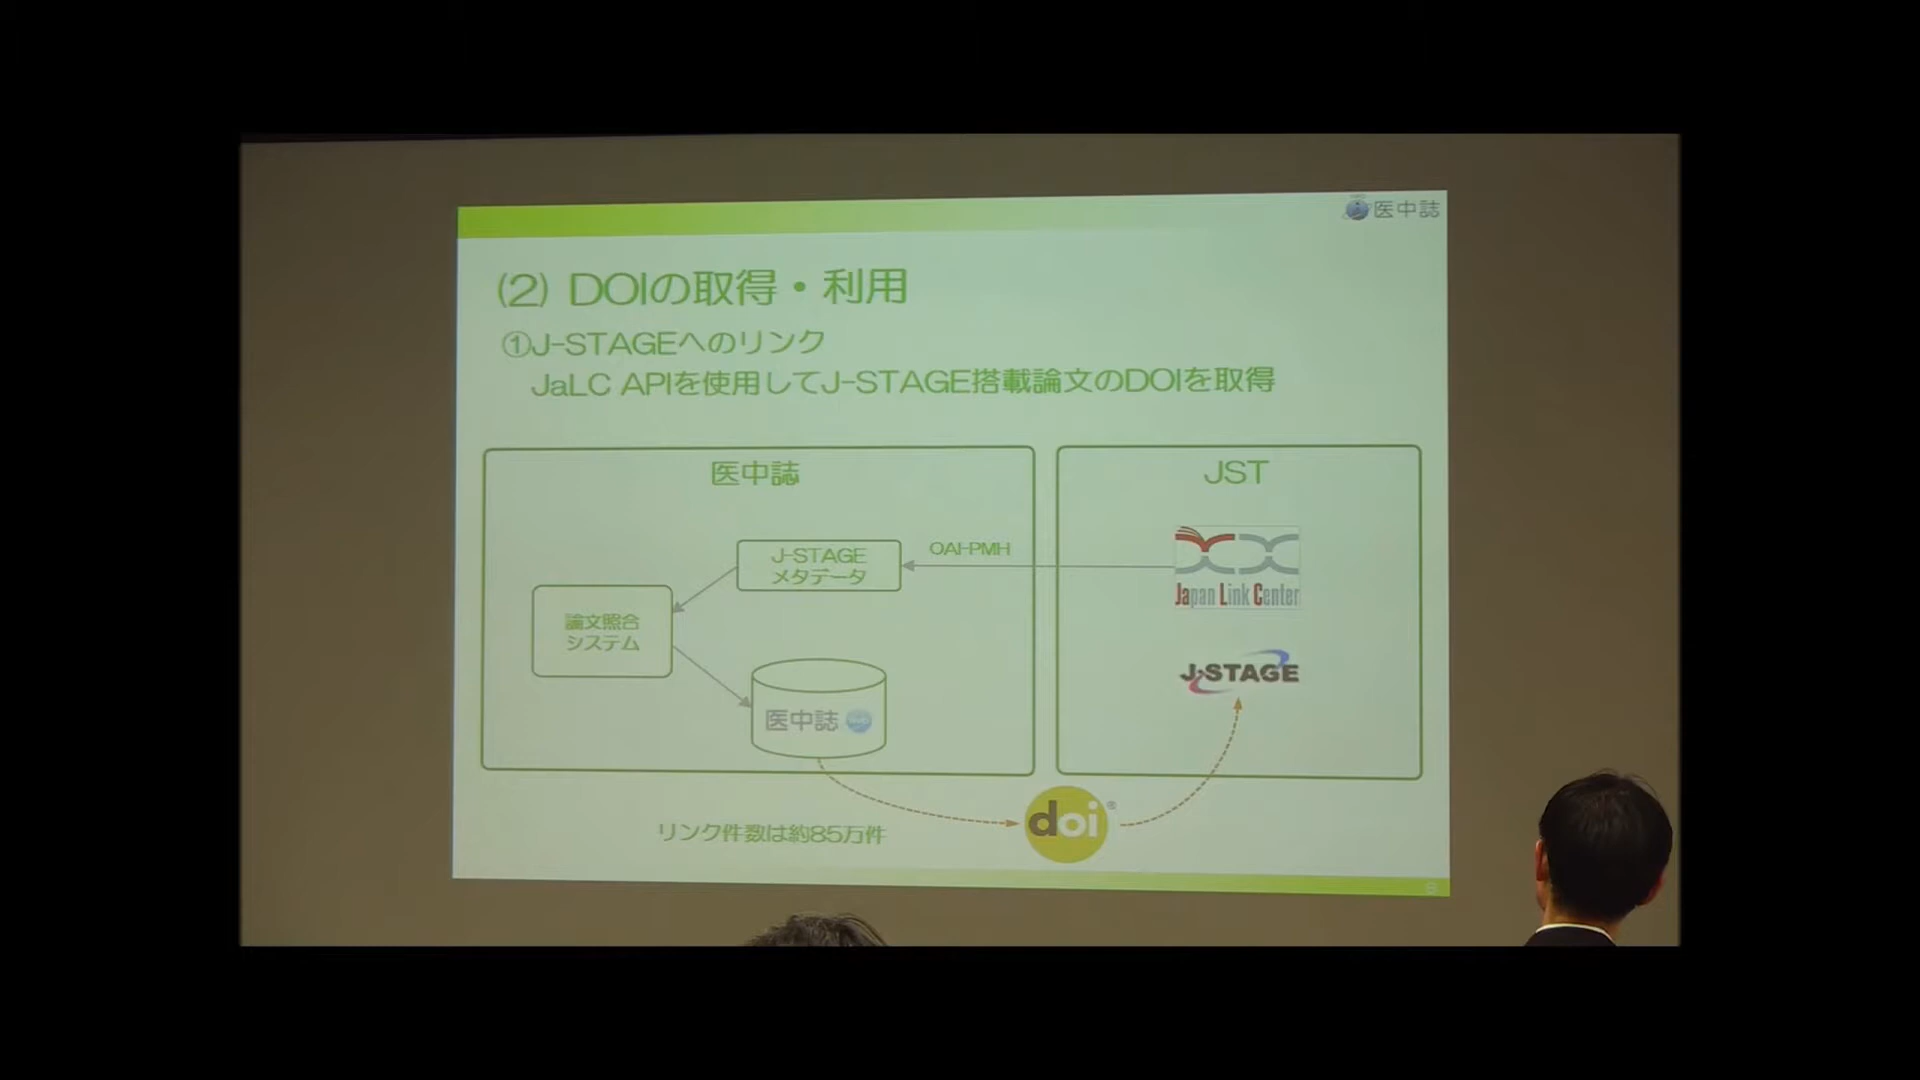 医中誌
(2) DOIの取得・利用
①J-STAGEへのリンク
JaLC APIを使用してJ-STAGE搭載論文のDOIを取得
医中誌
JST
J-STAGE
メタデータ
OAI-PMH
Japan Link Center
論文照合
システム
J-STAGE
医中誌
doi®
リンク件数は約85万件